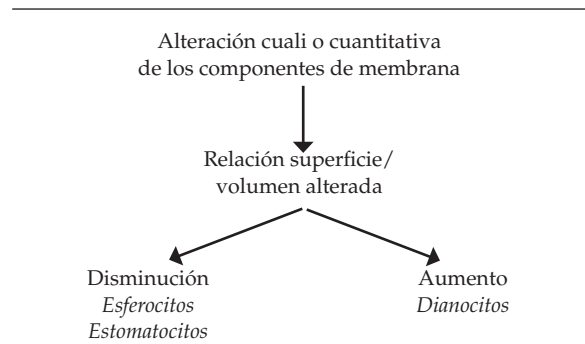 Alteración cuali o cuantitativa
de los componentes de membrana
Relación superficie/
volumen alterada
Disminución
Esferocitos
Estomatocitos
Aumento
Dianocitos